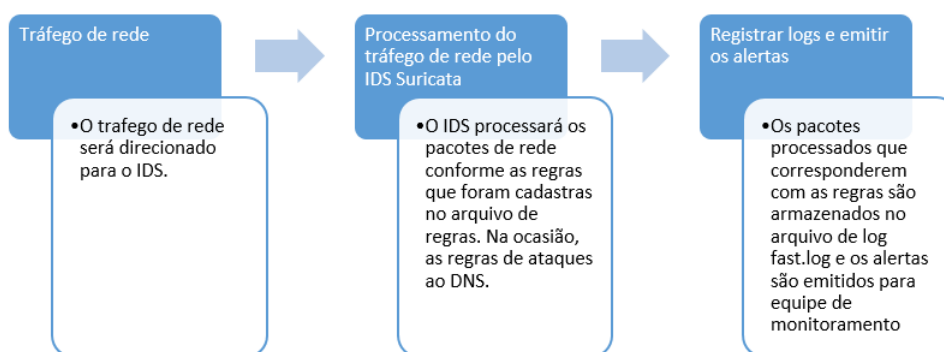 Tráfego de rede
•O trafego de rede
será direcionado
para o IDS.
Processamento do
tráfego de rede pelo
IDS Suricata
•O IDS processará os
pacotes de rede
conforme as regras
que foram cadastras
no arquivo de
regras. Na ocasião,
as regras de ataques
ao DNS.
Registrar logs e emitir
os alertas
•Os pacotes
processados que
corresponderem
com as regras são
armazenados no
arquivo de log
fast.log e os alertas
são emitidos para
equipe de
monitoramento